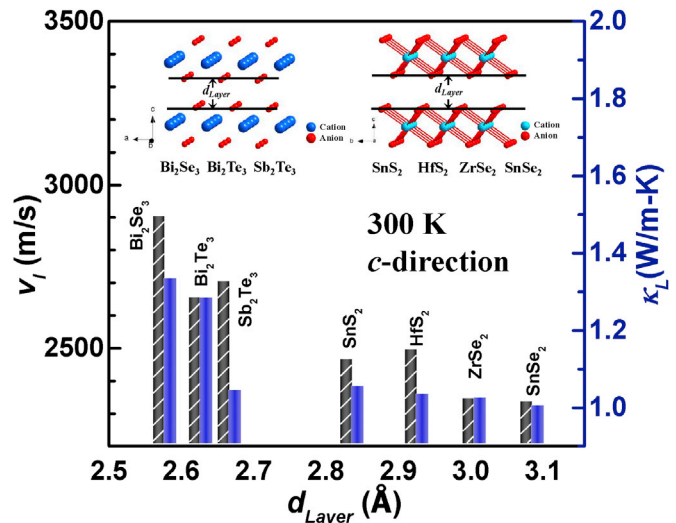 3500
3000
2500
v_l (m/s)
2.0
1.8
1.6
1.4
1.2
1.0
κ_L(W/m-K)
d_Layer
c
a
b
Cation
Anion
Bi₂Se₃ Bi₂Te₃ Sb₂Te₃
d_Layer
c
b
a
Cation
Anion
SnS₂ HfS₂ ZrSe₂ SnSe₂
300 K
c-direction
Bi₂Se₃
Bi₂Te₃
Sb₂Te₃
SnS₂
HfS₂
ZrSe₂
SnSe₂
2.5 2.6 2.7 2.8 2.9 3.0 3.1
d_Layer (Å)